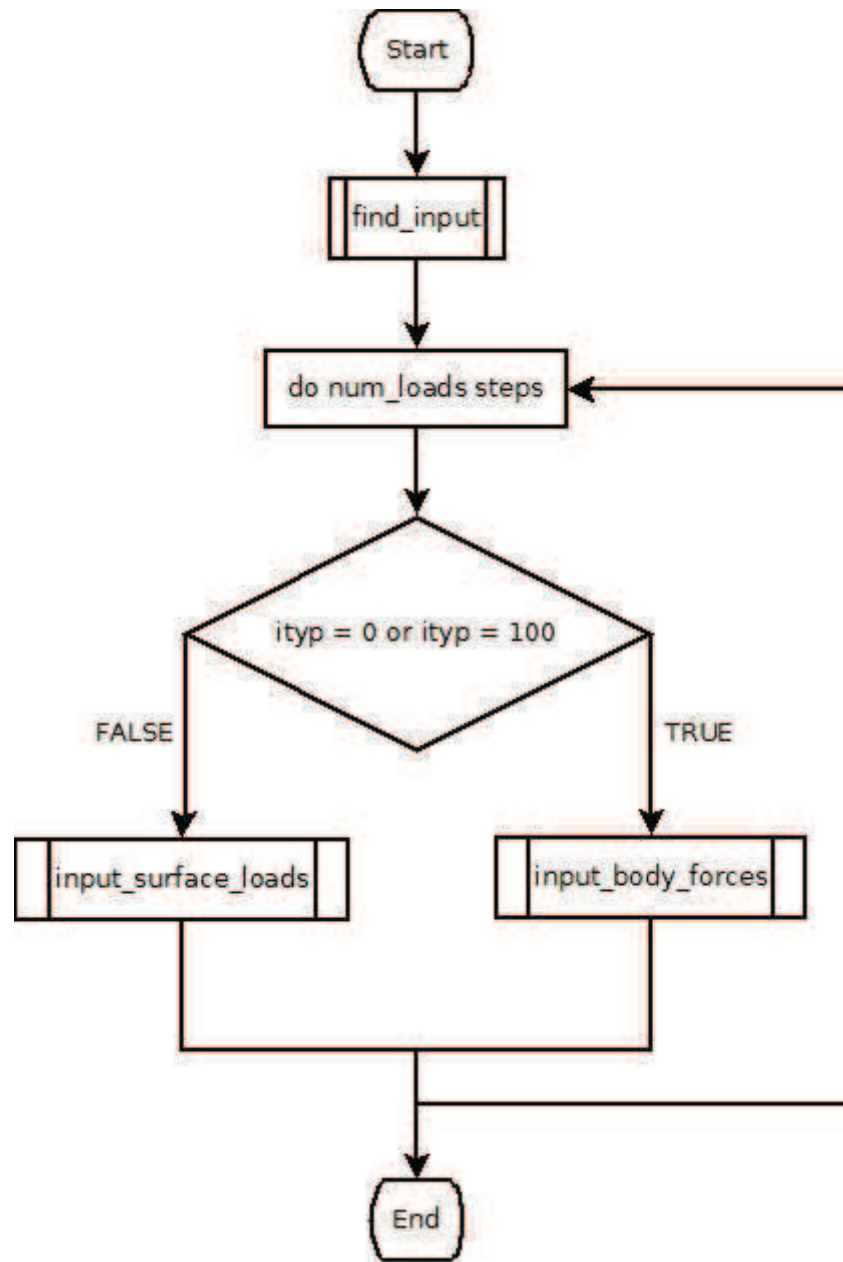 Start
find_input
do num_loads steps
ityp = 0 or ityp = 100
FALSE
TRUE
input_surface_loads
input_body_forces
End